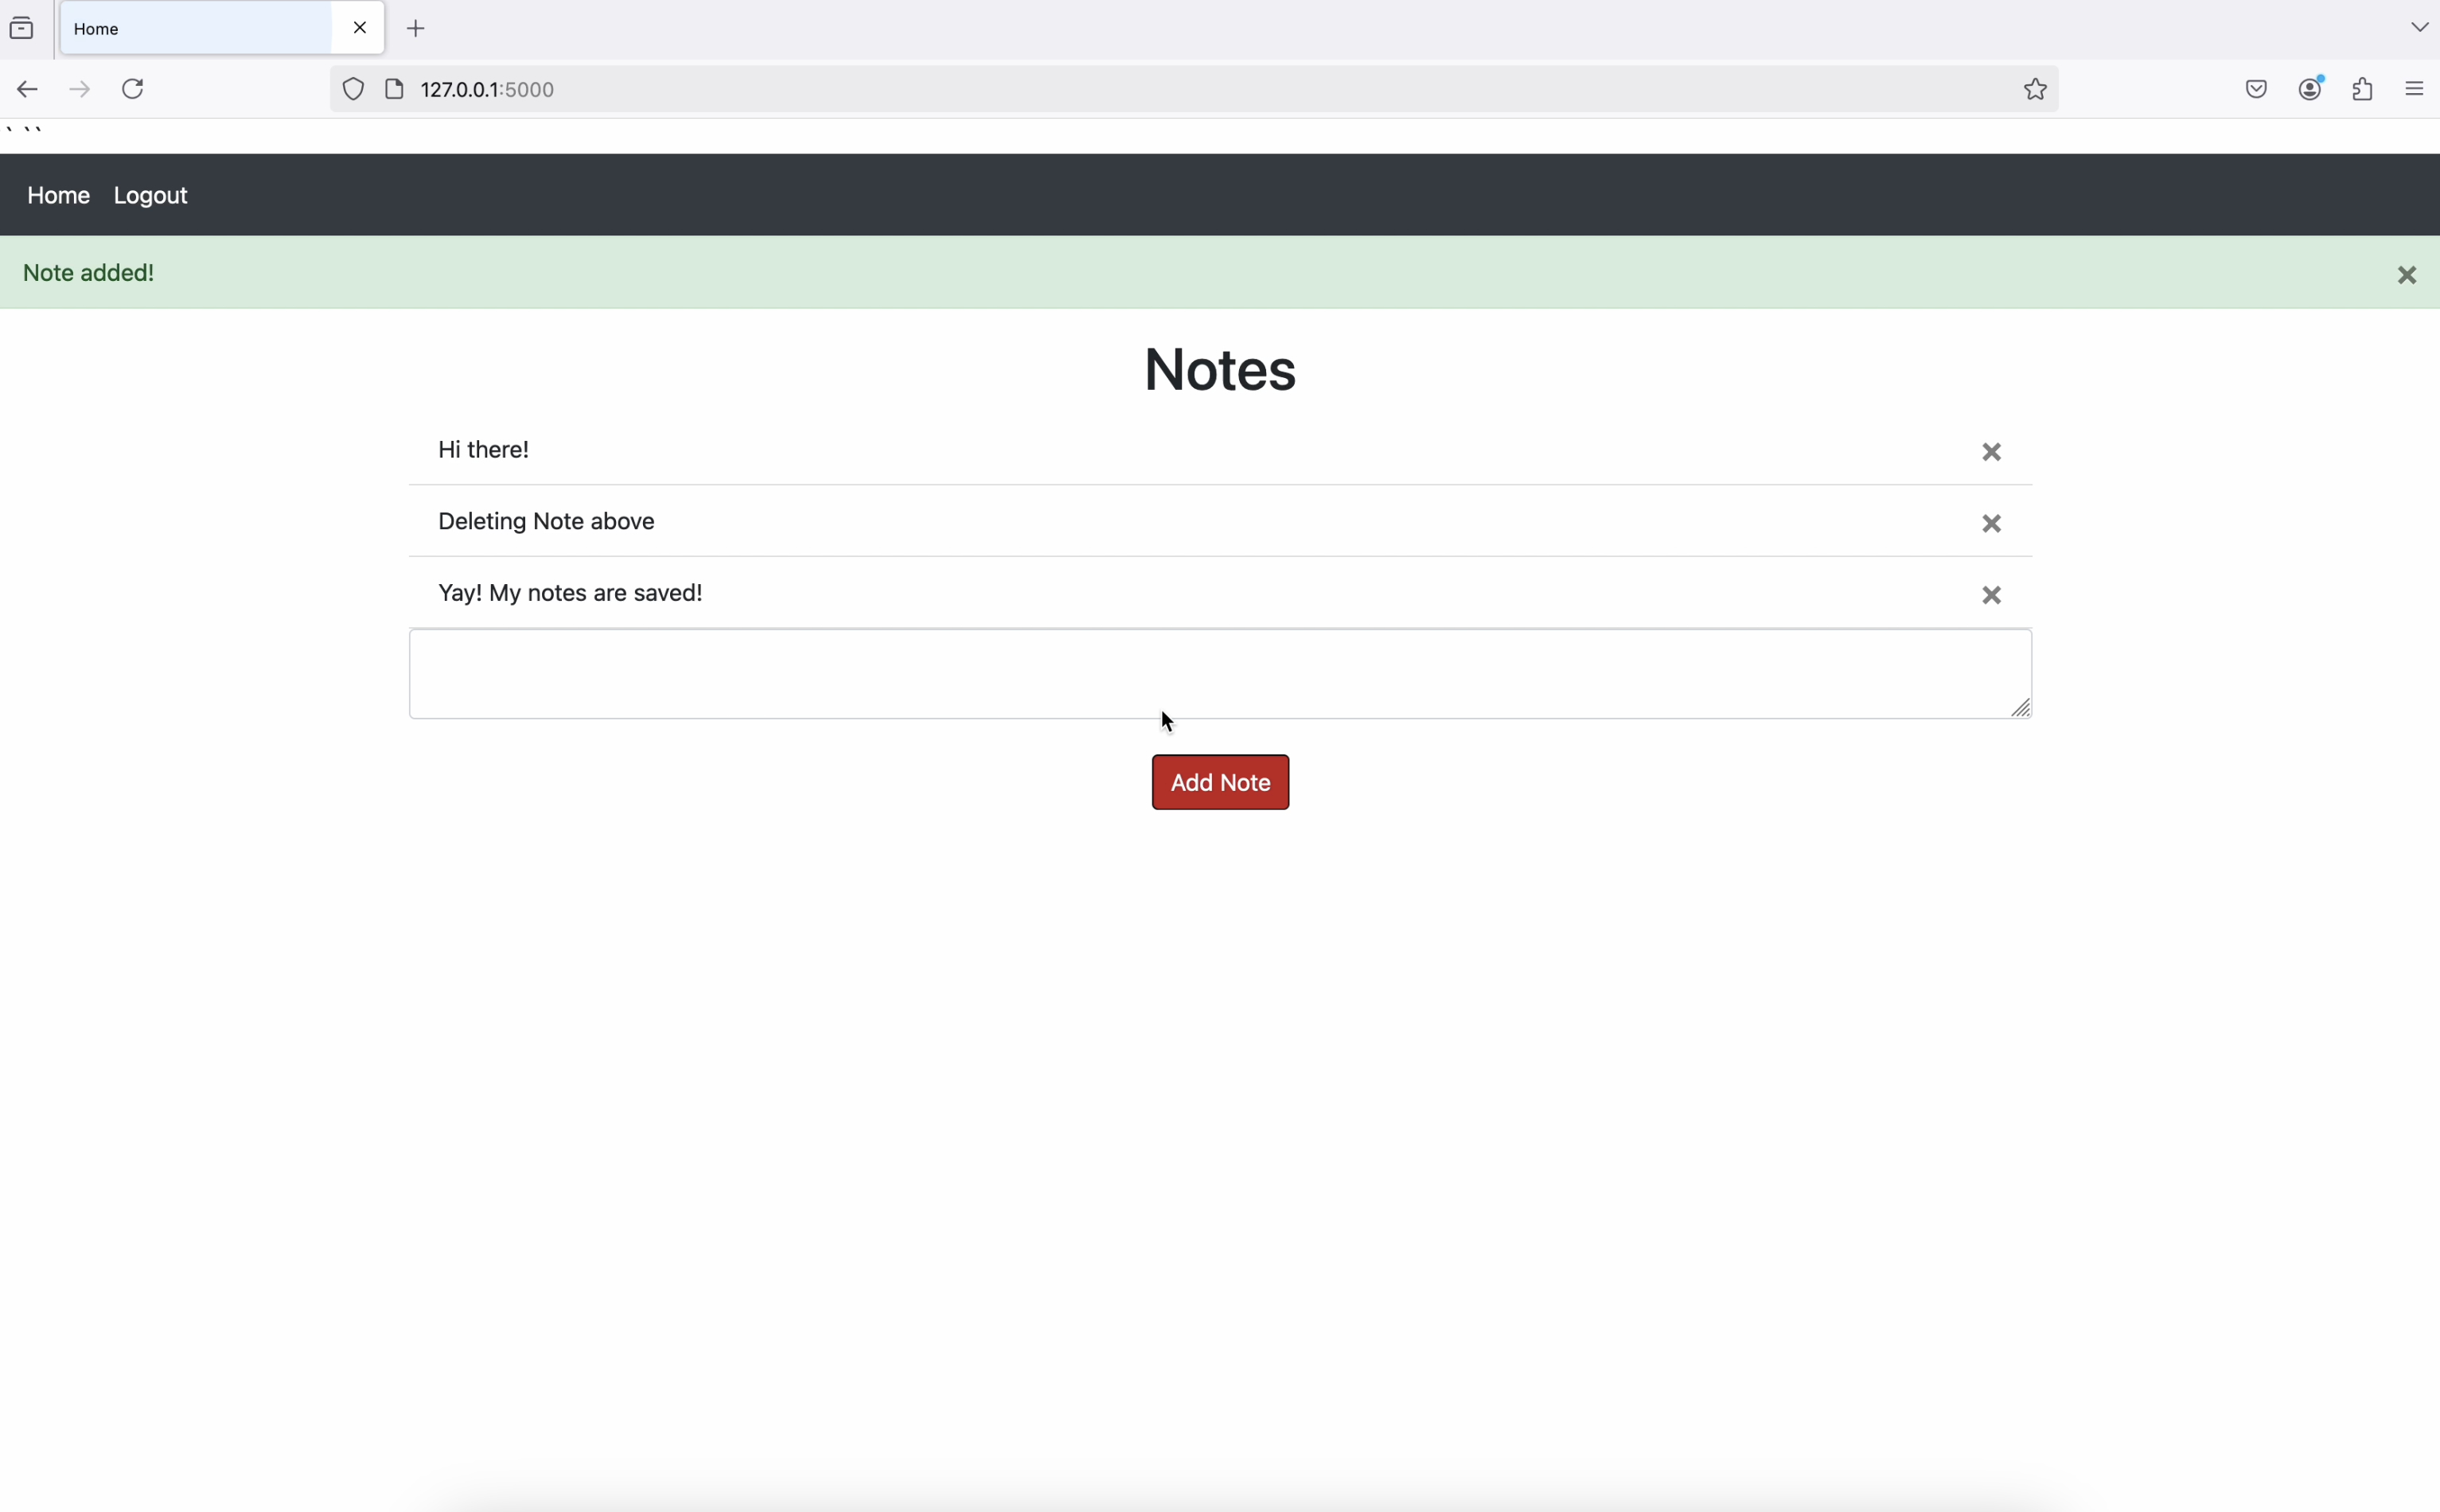 Home
127.0.0.1:5000
` ``
Home Logout
Note added!
Notes
Hi there!
Deleting Note above
Yay! My notes are saved!
Add Note